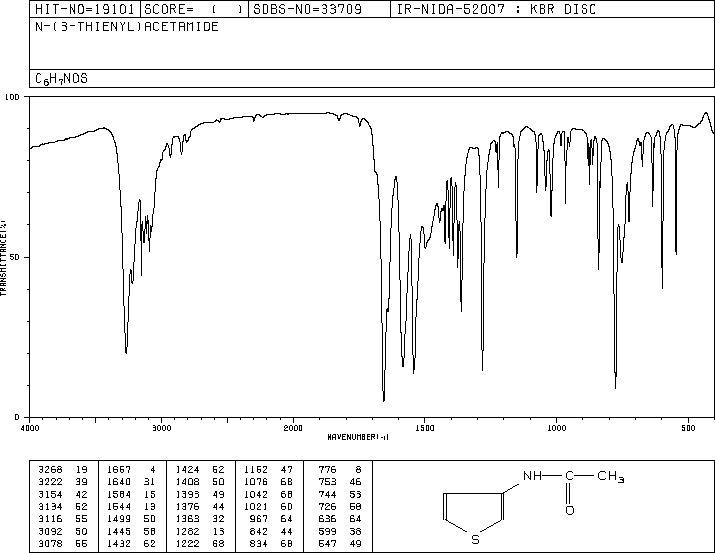 HIT-NO=19101 SCORE= ( ) SDBS-NO=33709 IR-NIDA-52007 : KBR DISC
N-(3-THIENYL)ACETAMIDE
C6H7NOS
100
50
0
TRANSMITTANCE(%)
4000 3000 2000 1500 1000 500
WAVENUMBER(-1)
3268 19 1657 4 1424 62 1152 47 776 8
3222 39 1640 31 1408 50 1076 68 753 46
3154 42 1584 15 1393 49 1042 68 744 53
3134 52 1544 13 1376 44 1021 60 726 58
3116 55 1499 50 1363 32 967 64 636 64
3092 50 1445 58 1282 13 842 44 599 38
3078 55 1432 62 1222 68 834 68 547 49
NH C CH3
O
S